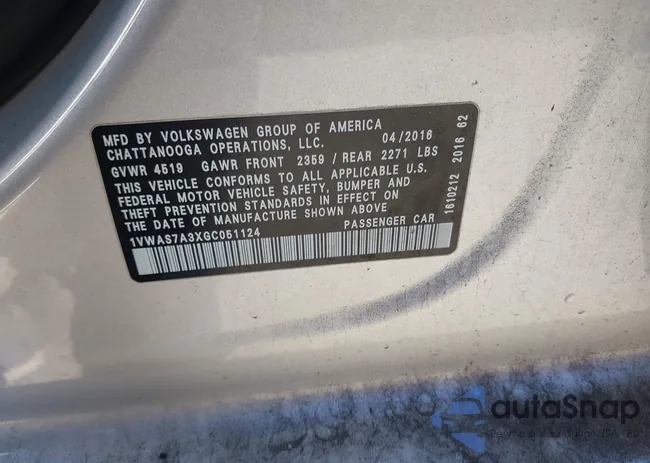 MFD BY VOLKSWAGEN GROUP OF AMERICA
CHATTANOOGA OPERATIONS, LLC. 04/2016
GVWR 4519 GAWR FRONT 2359 / REAR 2271 LBS
THIS VEHICLE CONFORMS TO ALL APPLICABLE U.S.
FEDERAL MOTOR VEHICLE SAFETY, BUMPER AND
THEFT PREVENTION STANDARDS IN EFFECT ON
THE DATE OF MANUFACTURE SHOWN ABOVE
1VWAS7A3XGC051124 PASSENGER CAR
1610212 2016 62
autoSnap